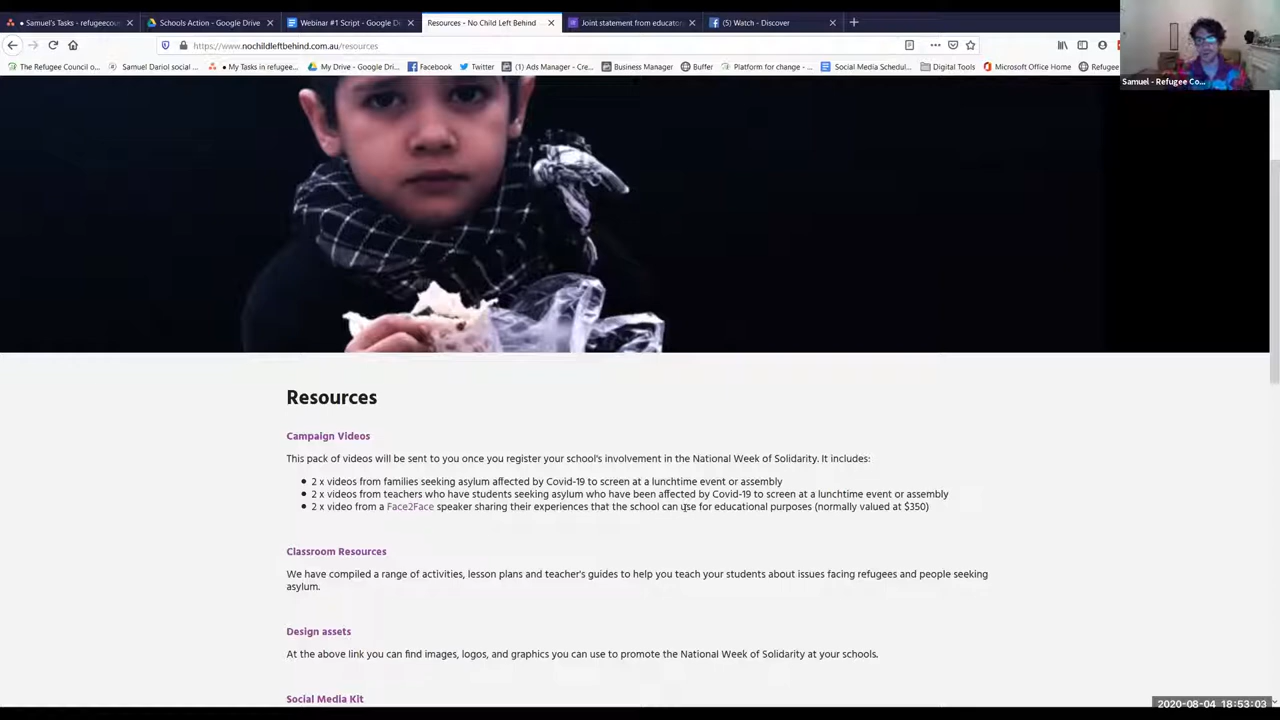 ● Samuel's Tasks - refugeecou
Schools Action - Google Drive
Webinar #1 Script - Google D
Resources - No Child Left Behind
Joint statement from educator
(5) Watch - Discover
https://www.nochildleftbehind.com.au/resources
The Refugee Council o...
Samuel Dariol social ...
● My Tasks in refugee...
My Drive - Google Dri...
Facebook
Twitter
(1) Ads Manager - Cre...
Business Manager
Buffer
Platform for change - ...
Social Media Schedul...
Digital Tools
Microsoft Office Home
Refugee
Samuel - Refugee Co...
Resources
Campaign Videos
This pack of videos will be sent to you once you register your school's involvement in the National Week of Solidarity. It includes:
● 2 x videos from families seeking asylum affected by Covid-19 to screen at a lunchtime event or assembly
● 2 x videos from teachers who have students seeking asylum who have been affected by Covid-19 to screen at a lunchtime event or assembly
● 2 x video from a Face2Face speaker sharing their experiences that the school can use for educational purposes (normally valued at $350)
Classroom Resources
We have compiled a range of activities, lesson plans and teacher's guides to help you teach your students about issues facing refugees and people seeking
asylum.
Design assets
At the above link you can find images, logos, and graphics you can use to promote the National Week of Solidarity at your schools.
Social Media Kit
2020-08-04 18:53:03